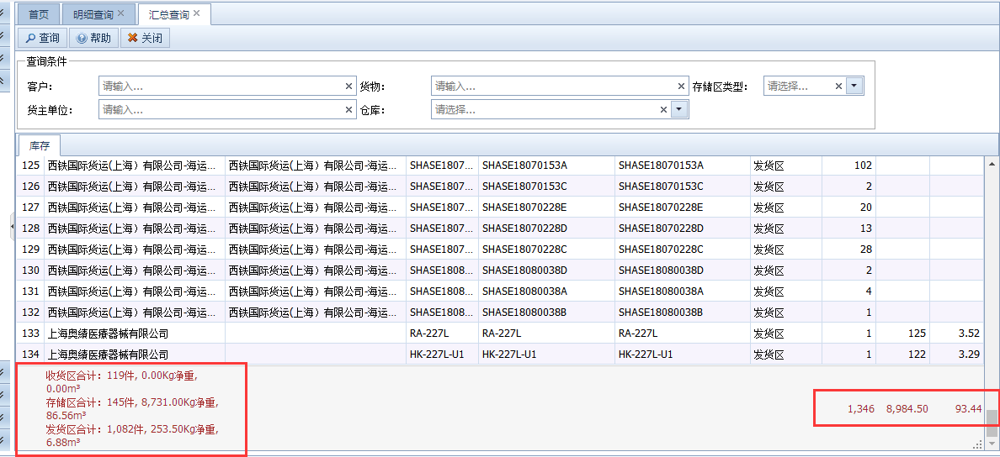 首页 明细查询 汇总查询
查询 帮助 关闭
查询条件
客户： 请输入... 货物： 请输入... 存储区类型： 请选择...
货主单位： 请输入... 仓库： 请选择...
库存
125 西铁国际货运(上海）有限公司-海运... 西铁国际货运(上海）有限公司-海运... SHASE1807... SHASE18070153A SHASE18070153A 发货区 102
126 西铁国际货运(上海）有限公司-海运... 西铁国际货运(上海）有限公司-海运... SHASE1807... SHASE18070153C SHASE18070153C 发货区 2
127 西铁国际货运(上海）有限公司-海运... 西铁国际货运(上海）有限公司-海运... SHASE1807... SHASE18070228E SHASE18070228E 发货区 20
128 西铁国际货运(上海）有限公司-海运... 西铁国际货运(上海）有限公司-海运... SHASE1807... SHASE18070228D SHASE18070228D 发货区 13
129 西铁国际货运(上海）有限公司-海运... 西铁国际货运(上海）有限公司-海运... SHASE1807... SHASE18070228C SHASE18070228C 发货区 28
130 西铁国际货运(上海）有限公司-海运... 西铁国际货运(上海）有限公司-海运... SHASE1808... SHASE18080038D SHASE18080038D 发货区 2
131 西铁国际货运(上海）有限公司-海运... 西铁国际货运(上海）有限公司-海运... SHASE1808... SHASE18080038A SHASE18080038A 发货区 4
132 西铁国际货运(上海）有限公司-海运... 西铁国际货运(上海）有限公司-海运... SHASE1808... SHASE18080038B SHASE18080038B 发货区 1
133 上海奥績医療器械有限公司 RA-227L RA-227L RA-227L 发货区 1 125 3.52
134 上海奥績医療器械有限公司 HK-227L-U1 HK-227L-U1 HK-227L-U1 发货区 1 122 3.29
收货区合计：119件, 0.00Kg净重,
0.00m³
存储区合计：145件, 8,731.00Kg净重,
86.56m³
发货区合计：1,082件, 253.50Kg净重,
6.88m³
1,346 8,984.50 93.44